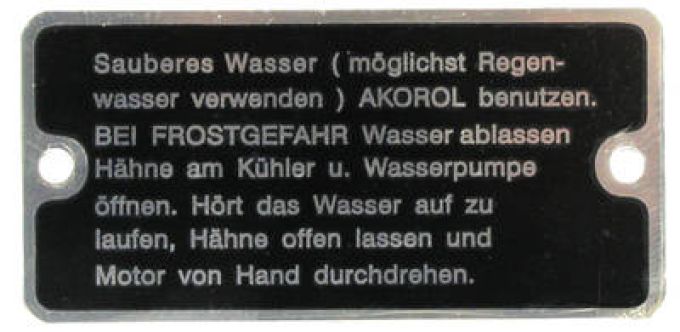 Sauberes Wasser ( möglichst Regen-
wasser verwenden ) AKOROL benutzen.
BEI FROSTGEFAHR Wasser ablassen
Hähne am Kühler u. Wasserpumpe
öffnen. Hört das Wasser auf zu
laufen, Hähne offen lassen und
Motor von Hand durchdrehen.